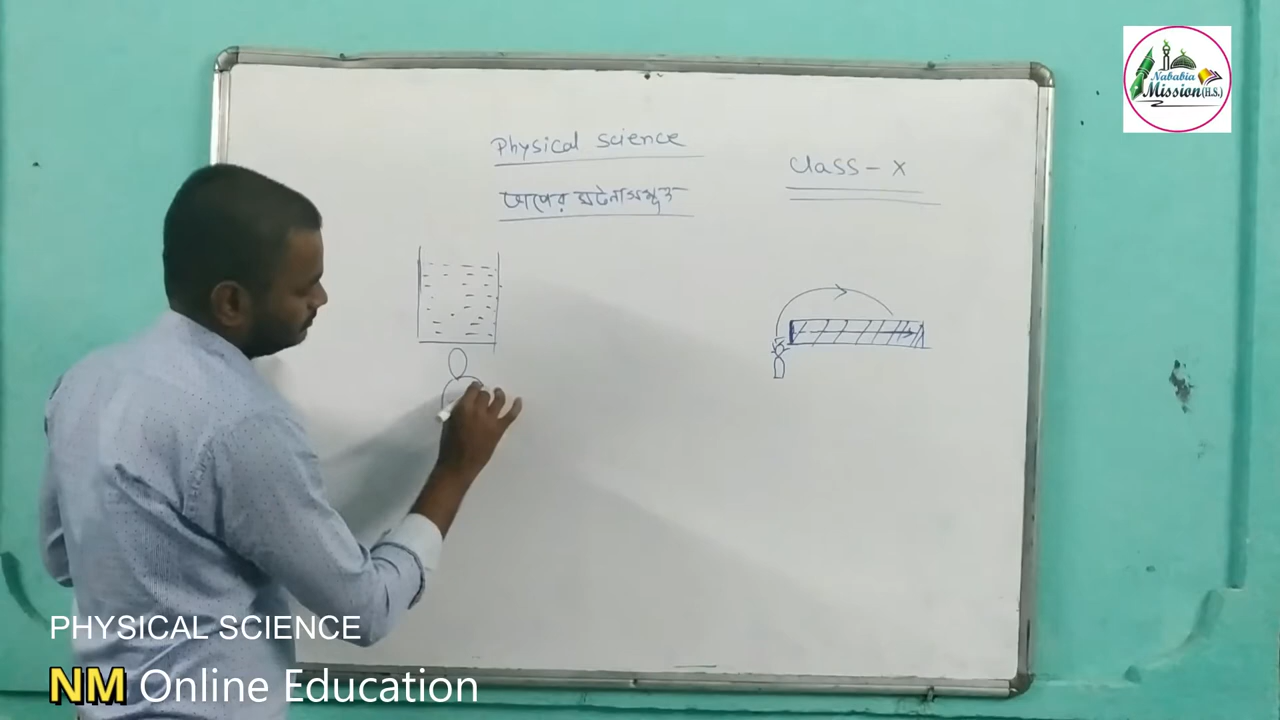 Physical Science
তাপের ঘটনাসমূহ
Class - X
Nababia
Mission (H.S.)
PHYSICAL SCIENCE
NM Online Education